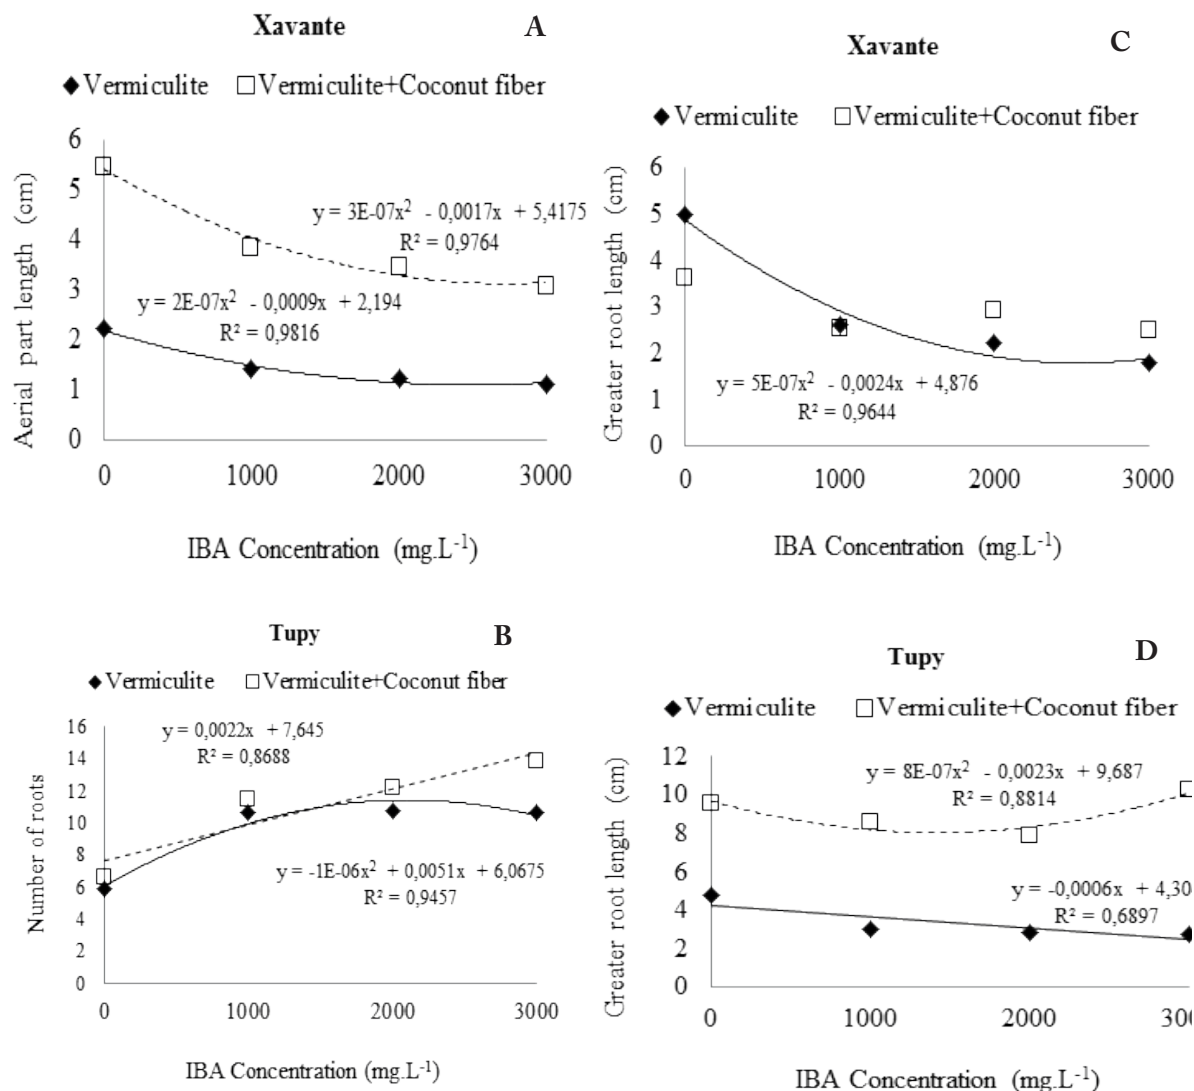 Xavante
A
◆ Vermiculite □ Vermiculite+Coconut fiber
Aerial part length (cm)
6
5
4
3
2
1
0
y = 3E-07x² - 0,0017x + 5,4175
R² = 0,9764
y = 2E-07x² - 0,0009x + 2,194
R² = 0,9816
0 1000 2000 3000
IBA Concentration (mg.L⁻¹)
Xavante
C
◆ Vermiculite □ Vermiculite+Coconut fiber
Greater root length (cm)
6
5
4
3
2
1
0
y = 5E-07x² - 0,0024x + 4,876
R² = 0,9644
0 1000 2000 3000
IBA Concentration (mg.L⁻¹)
Tupy
B
◆ Vermiculite □ Vermiculite+Coconut fiber
Number of roots
16
14
12
10
8
6
4
2
0
y = 0,0022x + 7,645
R² = 0,8688
y = -1E-06x² + 0,0051x + 6,0675
R² = 0,9457
0 1000 2000 3000
IBA Concentration (mg.L⁻¹)
Tupy
D
◆ Vermiculite □ Vermiculite+Coconut fiber
Greater root length (cm)
12
10
8
6
4
2
0
y = 8E-07x² - 0,0023x + 9,687
R² = 0,8814
y = -0,0006x + 4,30
R² = 0,6897
0 1000 2000 300
IBA Concentration (mg.L⁻¹)